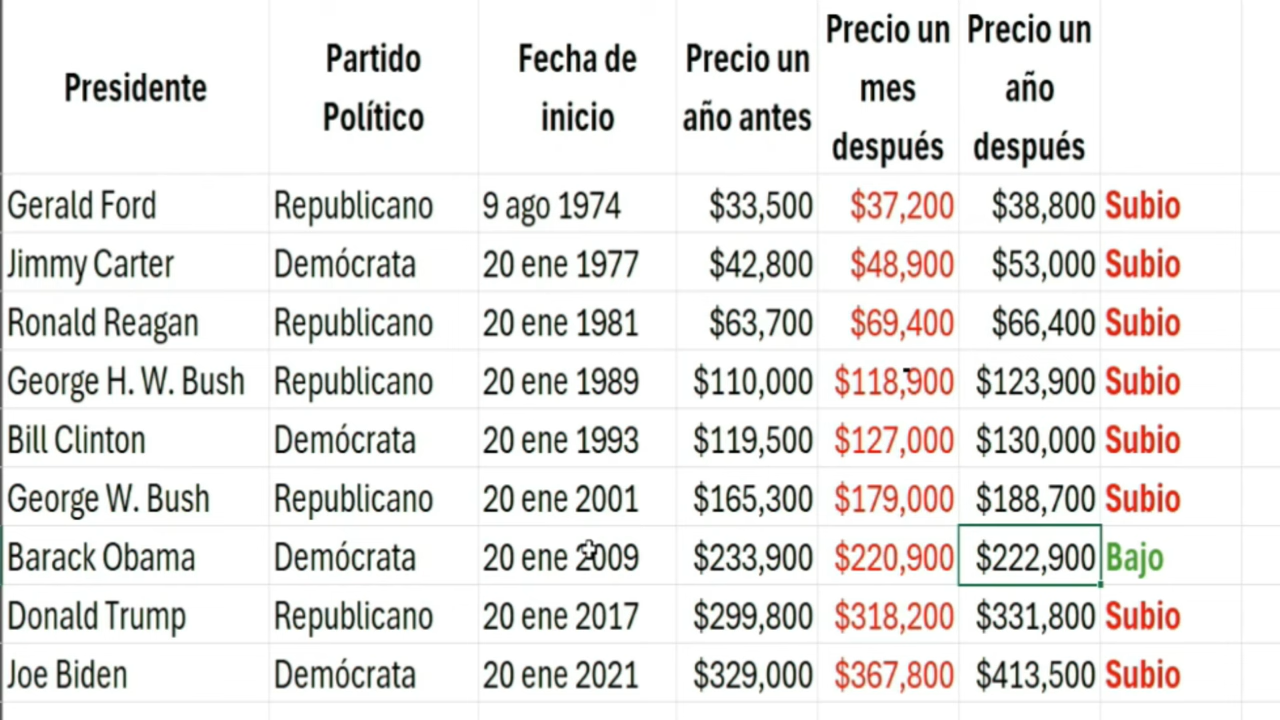 Presidente Partido Político Fecha de inicio Precio un año antes Precio un mes después Precio un año después
Gerald Ford Republicano 9 ago 1974 $33,500 $37,200 $38,800 Subio
Jimmy Carter Demócrata 20 ene 1977 $42,800 $48,900 $53,000 Subio
Ronald Reagan Republicano 20 ene 1981 $63,700 $69,400 $66,400 Subio
George H. W. Bush Republicano 20 ene 1989 $110,000 $118,900 $123,900 Subio
Bill Clinton Demócrata 20 ene 1993 $119,500 $127,000 $130,000 Subio
George W. Bush Republicano 20 ene 2001 $165,300 $179,000 $188,700 Subio
Barack Obama Demócrata 20 ene 2009 $233,900 $220,900 $222,900 Bajo
Donald Trump Republicano 20 ene 2017 $299,800 $318,200 $331,800 Subio
Joe Biden Demócrata 20 ene 2021 $329,000 $367,800 $413,500 Subio